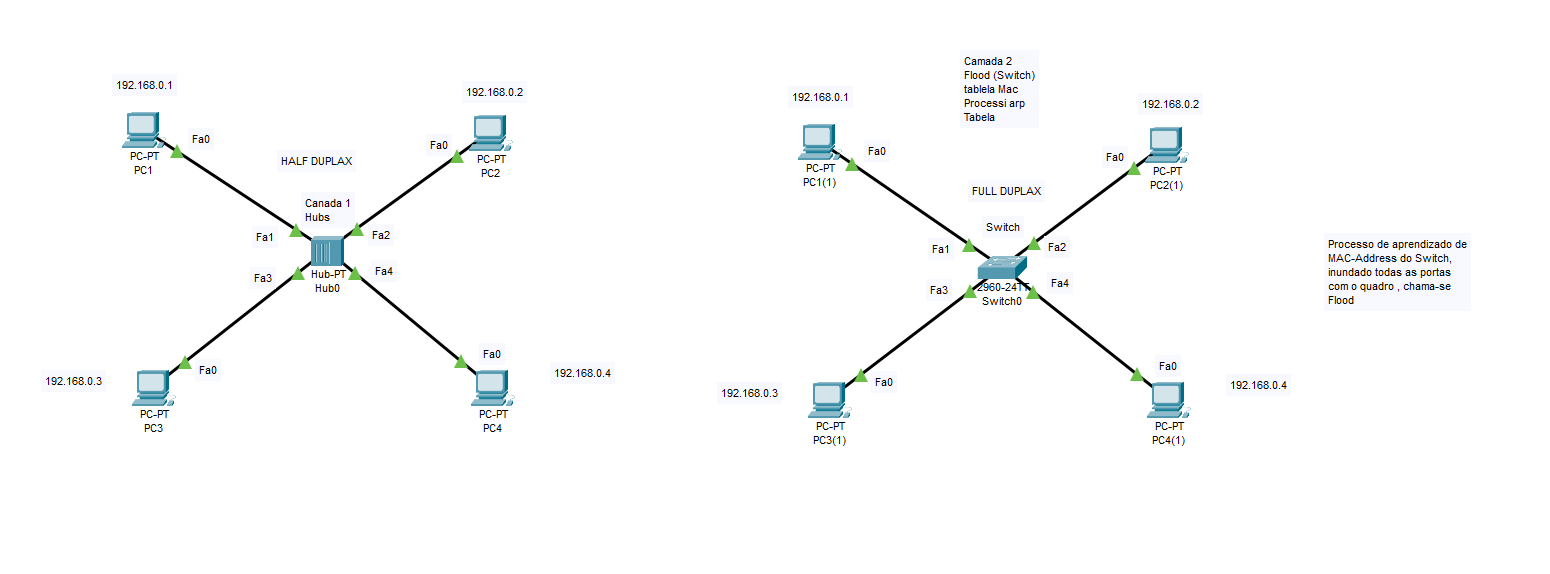 192.168.0.1
192.168.0.2
PC-PT
PC1
Fa0
Fa0
PC-PT
PC2
HALF DUPLAX
Canada 1
Hubs
Fa1
Fa2
Fa3
Fa4
Hub-PT
Hub0
192.168.0.3
Fa0
PC-PT
PC3
Fa0
192.168.0.4
PC-PT
PC4
Camada 2
Flood (Switch)
tablela Mac
Processi arp
Tabela
192.168.0.1
192.168.0.2
Fa0
PC-PT
PC1(1)
Fa0
PC-PT
PC2(1)
FULL DUPLAX
Switch
Fa1
Fa2
Fa3
Fa4
2960-24TT
Switch0
192.168.0.3
Fa0
PC-PT
PC3(1)
Fa0
192.168.0.4
PC-PT
PC4(1)
Processo de aprendizado de
MAC-Address do Switch,
inundado todas as portas
com o quadro , chama-se
Flood